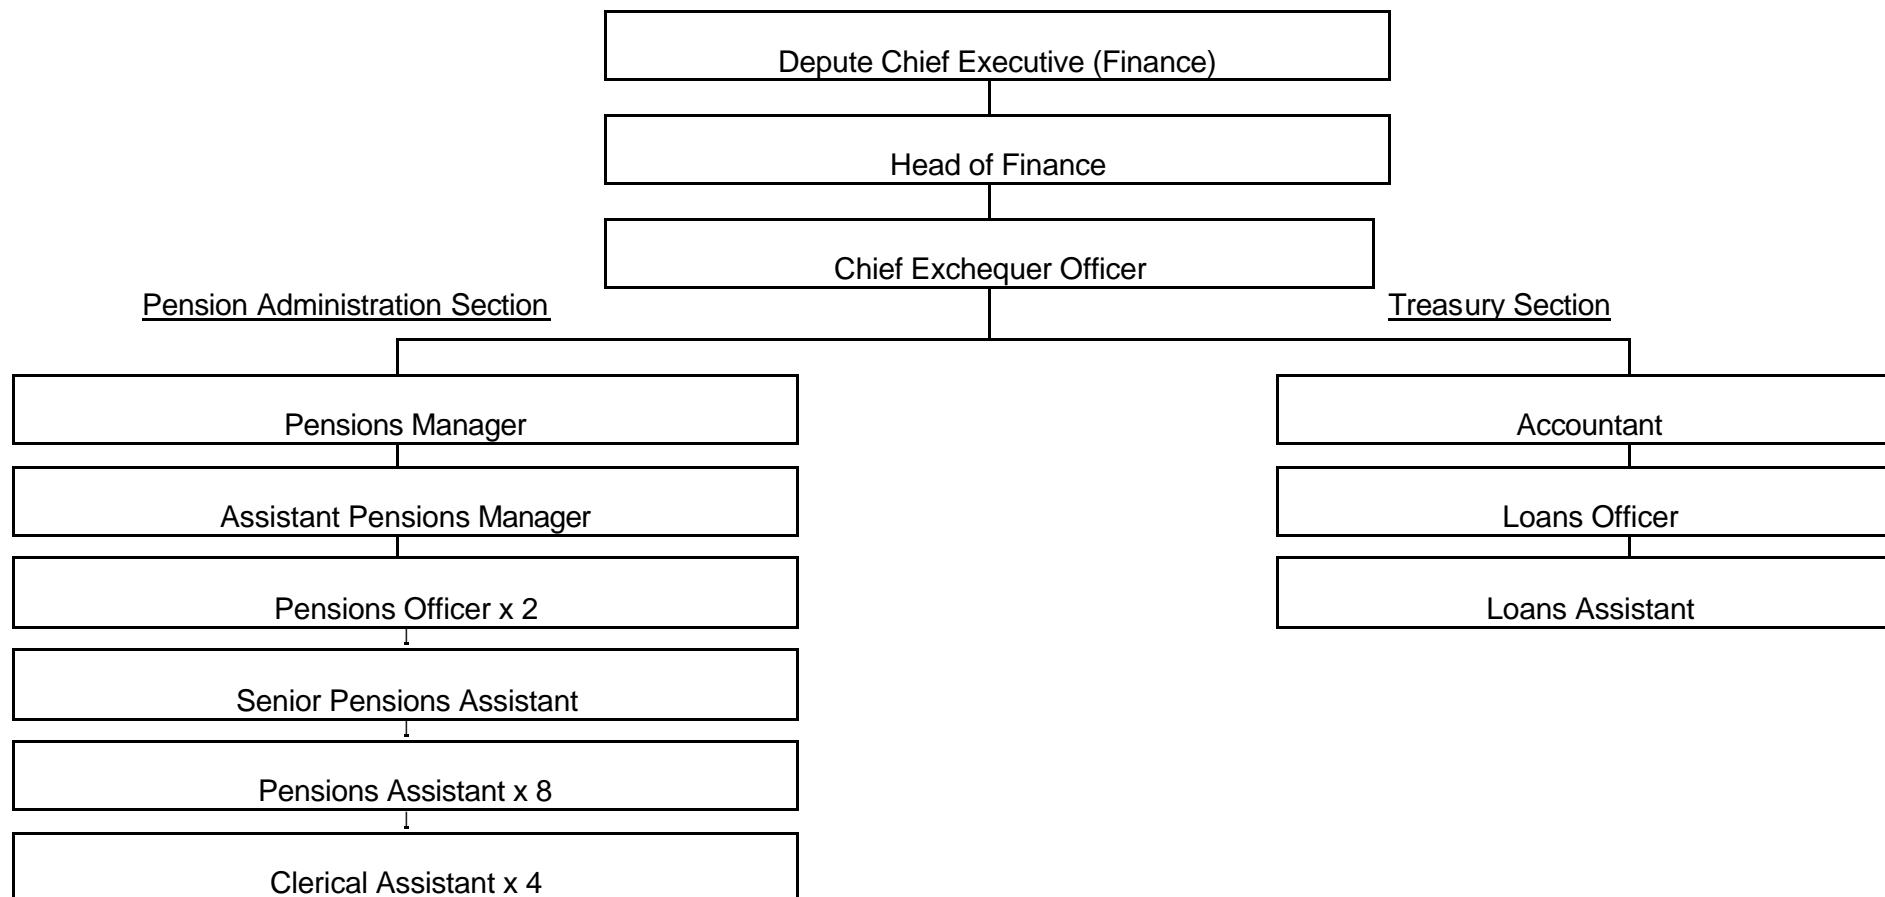 Depute Chief Executive (Finance)
Head of Finance
Chief Exchequer Officer
Pension Administration Section
Treasury Section
Pensions Manager
Accountant
Assistant Pensions Manager
Loans Officer
Pensions Officer x 2
Loans Assistant
Senior Pensions Assistant
Pensions Assistant x 8
Clerical Assistant x 4